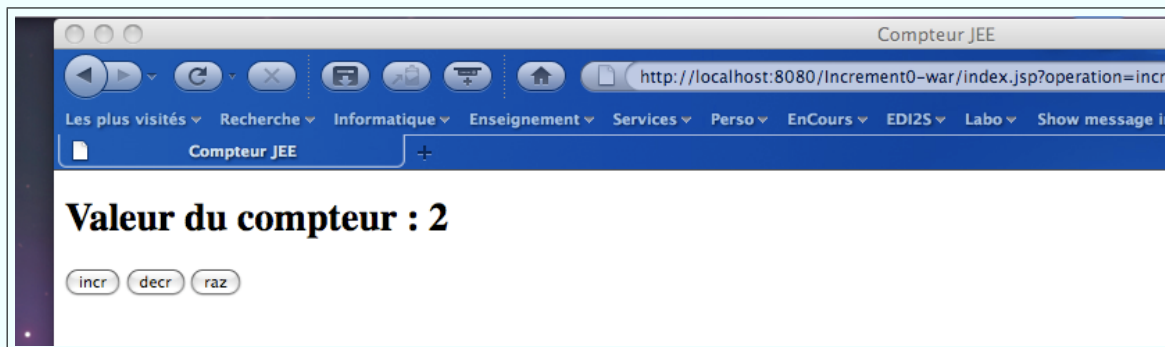 Compteur JEE
http://localhost:8080/Increment0-war/index.jsp?operation=incr
Les plus visités Recherche Informatique Enseignement Services Perso EnCours EDI2S Labo Show message
Compteur JEE +
Valeur du compteur : 2
incr decr raz